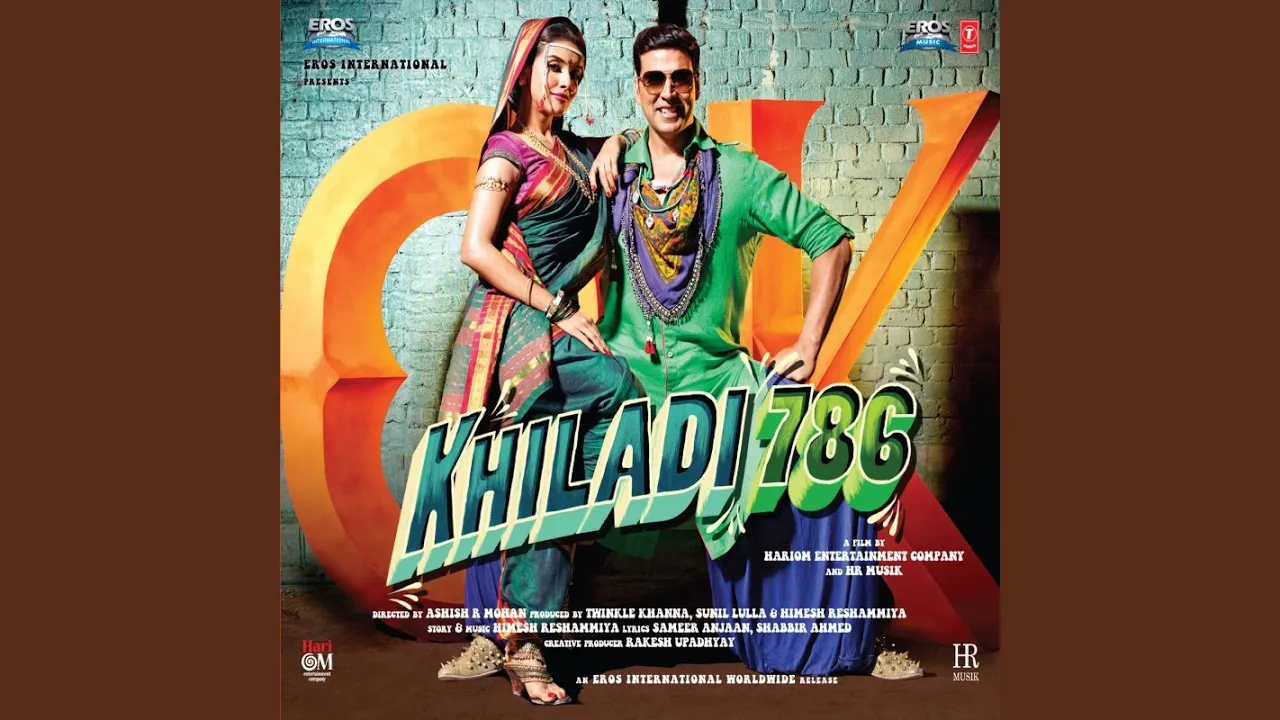 EROS
INTERNATIONAL
EROS INTERNATIONAL
PRESENTS
EROS
MUSIC
T
KHILADI 786
A FILM BY
HARIOM ENTERTAINMENT COMPANY
AND HR MUSIK
DIRECTED BY ASHISH R MOHAN PRODUCED BY TWINKLE KHANNA, SUNIL LULLA & HIMESH RESHAMMIYA
STORY & MUSIC HIMESH RESHAMMIYA LYRICS SAMEER ANJAAN, SHABBIR AHMED
CREATIVE PRODUCER RAKESH UPADHYAY
Hari
OM
entertainment
company
HR
MUSIK
AN EROS INTERNATIONAL WORLDWIDE RELEASE